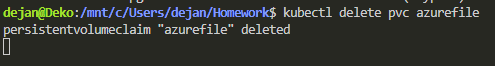 dejan@Deko:/mnt/c/Users/dejan/Homework$ kubectl delete pvc azurefile
persistentvolumeclaim "azurefile" deleted